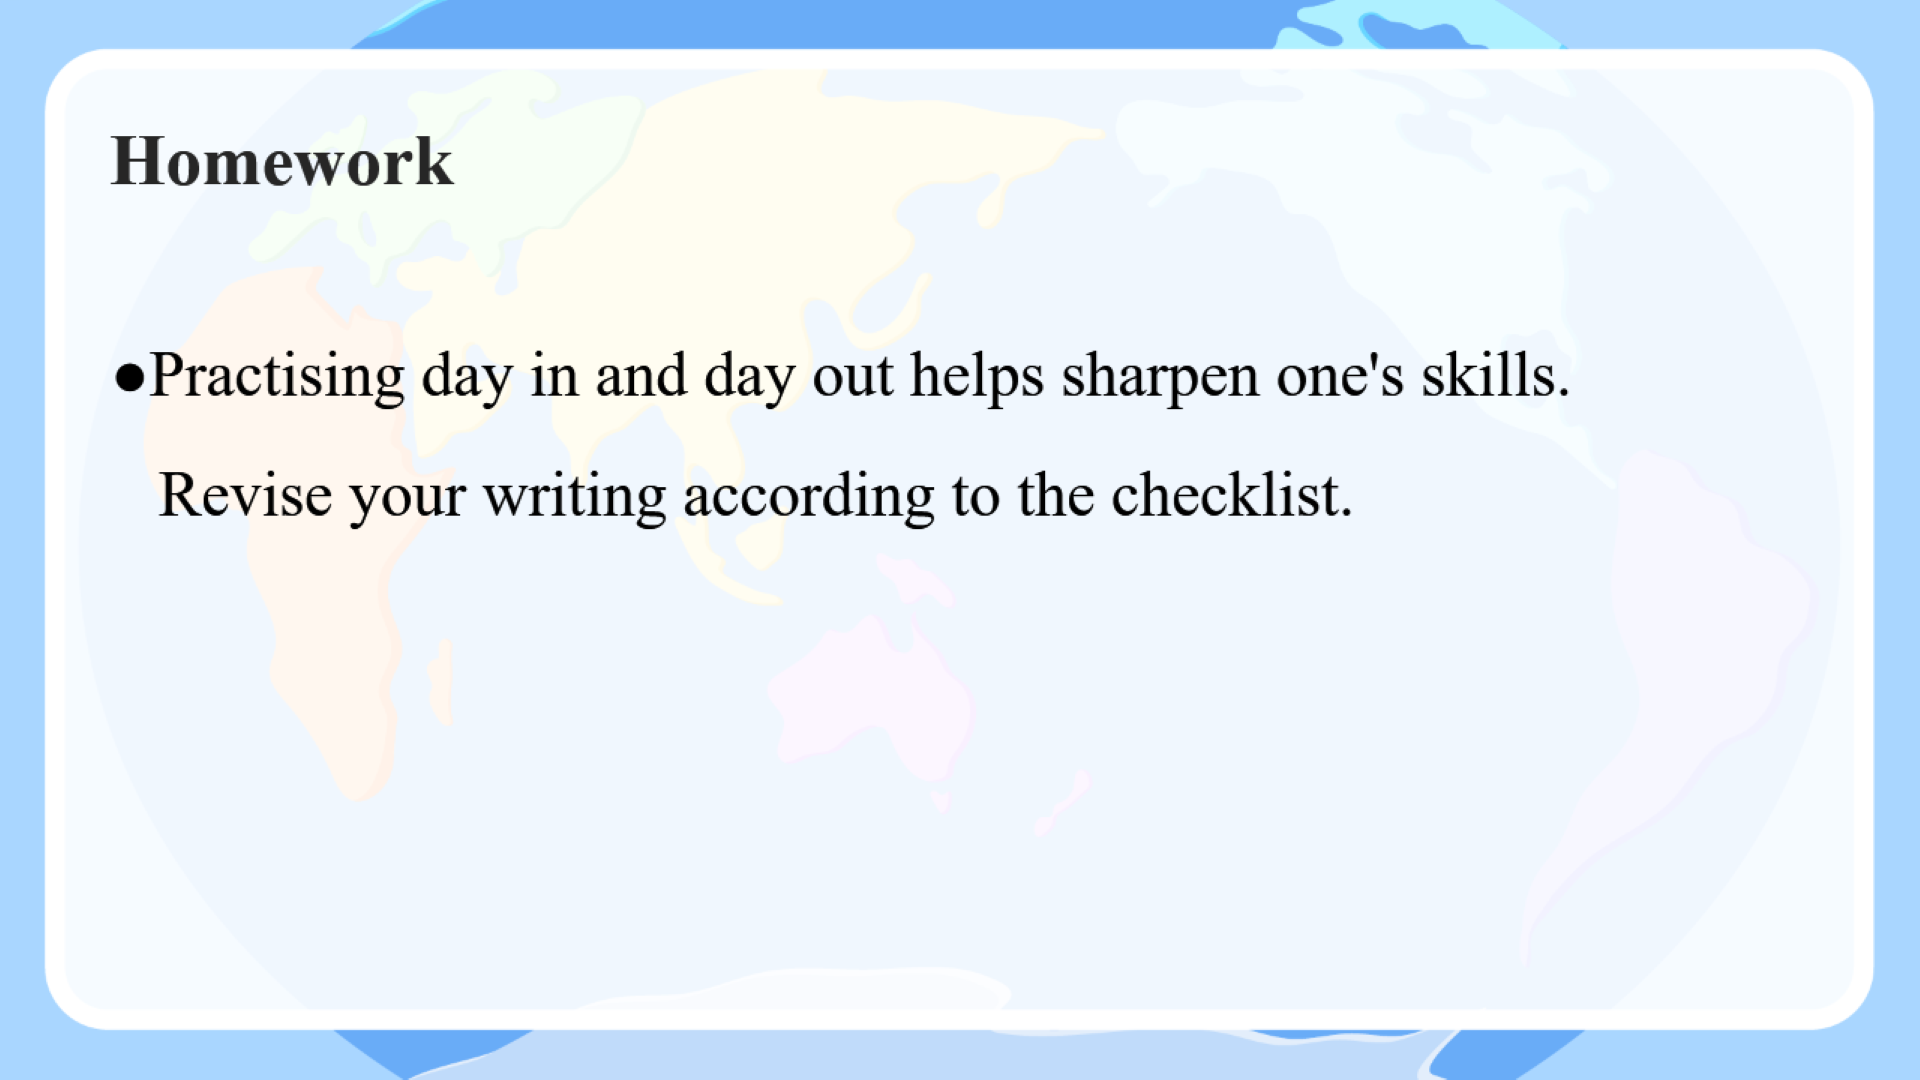 Homework
●Practising day in and day out helps sharpen one's skills.
Revise your writing according to the checklist.